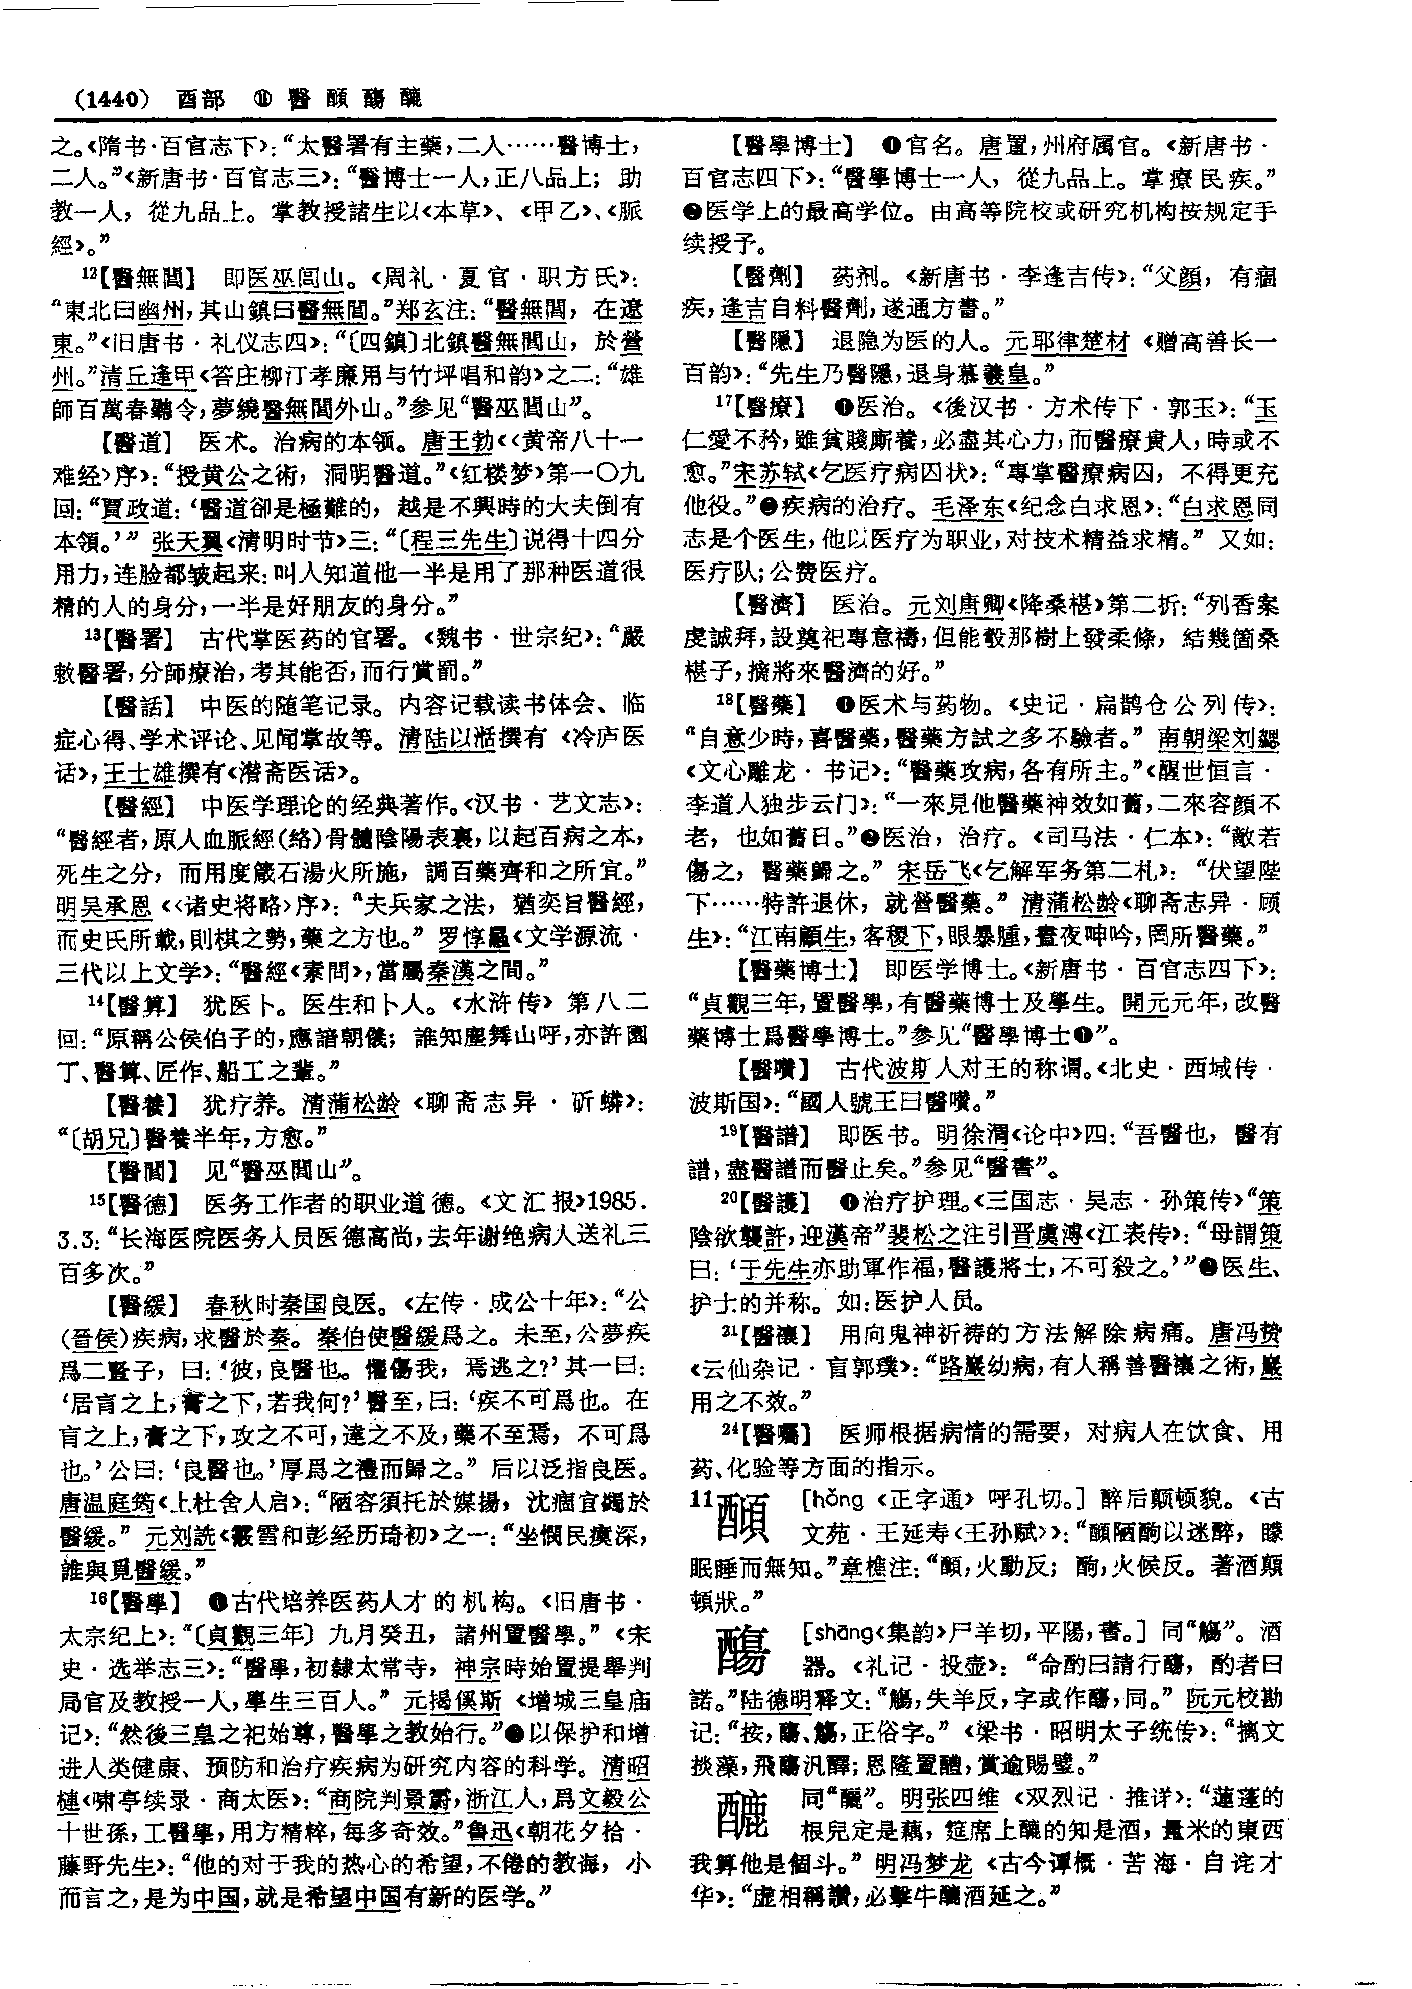 （1440） 酉部 ⑪ 醫 䤗 醻 醾
之。《隋书·百官志下》：“太醫署有主藥，二人……醫博士，
二人。”《新唐书·百官志三》：“醫博士一人，正八品上；助
教一人，從九品上。掌教授諸生以《本草》、《甲乙》、《脈
經》。”
12【醫無閭】 即医巫闾山。《周礼·夏官·职方氏》：
“東北曰幽州，其山鎮曰醫無閭。”郑玄注：“醫無閭，在遼
東。”《旧唐书·礼仪志四》：“〔四鎮〕北鎮醫無閭山，於營
州。”清丘逢甲《答庄柳汀孝廉用与竹坪唱和韵》之二：“雄
師百萬春聽令，夢繞醫無閭外山。”参见“醫巫閭山”。
【醫道】 医术。治病的本领。唐王勃《〈黄帝八十一
难经〉序》：“授黄公之術，洞明醫道。”《红楼梦》第一〇九
回：“賈政道：‘醫道卻是極難的，越是不興時的大夫倒有
本領。’” 张天翼《清明时节》三：“〔程三先生〕说得十四分
用力，连脸都皱起来：叫人知道他一半是用了那种医道很
精的人的身分，一半是好朋友的身分。”
13【醫署】 古代掌医药的官署。《魏书·世宗纪》：“嚴
敕醫署，分師療治，考其能否，而行賞罰。”
【醫話】 中医的随笔记录。内容记载读书体会、临
症心得、学术评论、见闻掌故等。清陆以湉撰有《冷庐医
话》，王士雄撰有《潜斋医话》。
【醫經】 中医学理论的经典著作。《汉书·艺文志》：
“醫經者，原人血脈經（络）骨髓陰陽表裏，以起百病之本，
死生之分，而用度箴石湯火所施，調百藥齊和之所宜。”
明吴承恩《〈诸史将略〉序》：“夫兵家之法，猶奕旨醫經，
而史氏所載，則棋之勢，藥之方也。” 罗惇曧《文学源流·
三代以上文学》：“醫經《素問》，當屬秦漢之間。”
14【醫算】 犹医卜。医生和卜人。《水浒传》第八二
回：“原稱公侯伯子的，應諳朝儀；誰知塵舞山呼，亦許園
丁、醫算、匠作、船工之輩。”
【醫養】 犹疗养。清蒲松龄《聊斋志异·斫蟒》：
“〔胡兄〕醫養半年，方愈。”
【醫閭】 见“醫巫閭山”。
15【醫德】 医务工作者的职业道德。《文汇报》1985.
3.3：“长海医院医务人员医德高尚，去年谢绝病人送礼三
百多次。”
【醫緩】 春秋时秦国良医。《左传·成公十年》：“公
（晉侯）疾病，求醫於秦。秦伯使醫緩爲之。未至，公夢疾
爲二豎子，曰：‘彼，良醫也。懼傷我，焉逃之？’其一曰：
‘居肓之上，膏之下，若我何？’醫至，曰：‘疾不可爲也。在
肓之上，膏之下，攻之不可，達之不及，藥不至焉，不可爲
也。’公曰：‘良醫也。’厚爲之禮而歸之。” 后以泛指良医。
唐温庭筠《上杜舍人启》：“陋容須托於媒揚，沈痼宜蠲於
醫緩。” 元刘詵《霰雪和彭经历琦初》之一：“坐憫民瘼深，
誰與覓醫緩。”
16【醫學】 ❶古代培养医药人才的机构。《旧唐书·
太宗纪上》：“〔貞觀三年〕九月癸丑，諸州置醫學。” 《宋
史·选举志三》：“醫學，初隸太常寺，神宗時始置提舉判
局官及教授一人，學生三百人。” 元揭傒斯《增城三皇庙
记》：“然後三皇之祀始尊，醫學之教始行。”❷以保护和增
进人类健康、预防和治疗疾病为研究内容的科学。清昭
槤《啸亭续录·商太医》：“商院判景霨，浙江人，爲文毅公
十世孫，工醫學，用方精粹，每多奇效。”鲁迅《朝花夕拾·
藤野先生》：“他的对于我的热心的希望，不倦的教诲，小
而言之，是为中国，就是希望中国有新的医学。”
【醫學博士】 ❶官名。唐置，州府属官。《新唐书·
百官志四下》：“醫學博士一人，從九品上。掌療民疾。”
❷医学上的最高学位。由高等院校或研究机构按规定手
续授予。
【醫劑】 药剂。《新唐书·李逢吉传》：“父顔，有痼
疾，逢吉自料醫劑，遂通方書。”
【醫隱】 退隐为医的人。元耶律楚材《赠高善长一
百韵》：“先生乃醫隱，退身慕羲皇。”
17【醫療】 ❶医治。《後汉书·方术传下·郭玉》：“玉
仁愛不矜，雖貧賤廝養，必盡其心力，而醫療貴人，時或不
愈。”宋苏轼《乞医疗病囚状》：“專掌醫療病囚，不得更充
他役。”❷疾病的治疗。毛泽东《纪念白求恩》：“白求恩同
志是个医生，他以医疗为职业，对技术精益求精。” 又如：
医疗队；公费医疗。
【醫濟】 医治。元刘唐卿《降桑椹》第二折：“列香案
虔誠拜，設奠祀專意禱，但能彀那樹上發柔條，結幾箇桑
椹子，擔將來醫濟的好。”
18【醫藥】 ❶医术与药物。《史记·扁鹊仓公列传》：
“自意少時，喜醫藥，醫藥方試之多不驗者。” 南朝梁刘勰
《文心雕龙·书记》：“醫藥攻病，各有所主。”《醒世恒言·
李道人独步云门》：“一來見他醫藥神效如舊，二來容顔不
老，也如舊日。”❷医治，治疗。《司马法·仁本》：“敵若
傷之，醫藥歸之。” 宋岳飞《乞解军务第二札》：“伏望陛
下……特許退休，就營醫藥。” 清蒲松龄《聊斋志异·顾
生》：“江南顧生，客稷下，眼暴腫，晝夜呻吟，罔所醫藥。”
【醫藥博士】 即医学博士。《新唐书·百官志四下》：
“貞觀三年，置醫學，有醫藥博士及學生。開元元年，改醫
藥博士爲醫學博士。”参见“醫學博士❶”。
【醫囋】 古代波斯人对王的称谓。《北史·西域传·
波斯国》：“國人號王曰醫囋。”
19【醫譜】 即医书。明徐渭《论中》四：“吾醫也，醫有
譜，盡醫譜而醫止矣。”参见“醫書”。
20【醫護】 ❶治疗护理。《三国志·吴志·孙策传》“策
陰欲襲許，迎漢帝”裴松之注引晋虞溥《江表传》：“母謂策
曰：‘于先生亦助軍作福，醫護將士，不可殺之。’”❷医生、
护士的并称。如：医护人员。
21【醫禳】 用向鬼神祈祷的方法解除病痛。唐冯贽
《云仙杂记·盲郭璞》：“路巖幼病，有人稱善醫禳之術，巖
用之不效。”
24【醫囑】 医师根据病情的需要，对病人在饮食、用
药、化验等方面的指示。
11 [hǒng《正字通》呼孔切。] 醉后颠顿貌。《古
文苑·王延寿〈王孙赋〉》：“陋酗以迷醉，矇
眠睡而無知。”章樵注：“，火動反；酗，火候反。著酒顛
頓狀。”
[shāng《集韵》尸羊切，平陽，書。] 同“觴”。酒
器。《礼记·投壶》：“命酌曰請行，酌者曰
諾。”陆德明释文：“觴，失羊反，字或作，同。” 阮元校勘
记：“按，、觴，正俗字。” 《梁书·昭明太子统传》：“摛文
掞藻，飛汎醳；恩隆置醴，賞逾賜璧。”
同“釃”。明张四维《双烈记·推详》：“蓮蓬的
根兒定是藕，筵席上的知是酒，量米的東西
我算他是個斗。” 明冯梦龙《古今谭概·苦海·自诧才
华》：“虛相稱讚，必擊牛酒延之。”